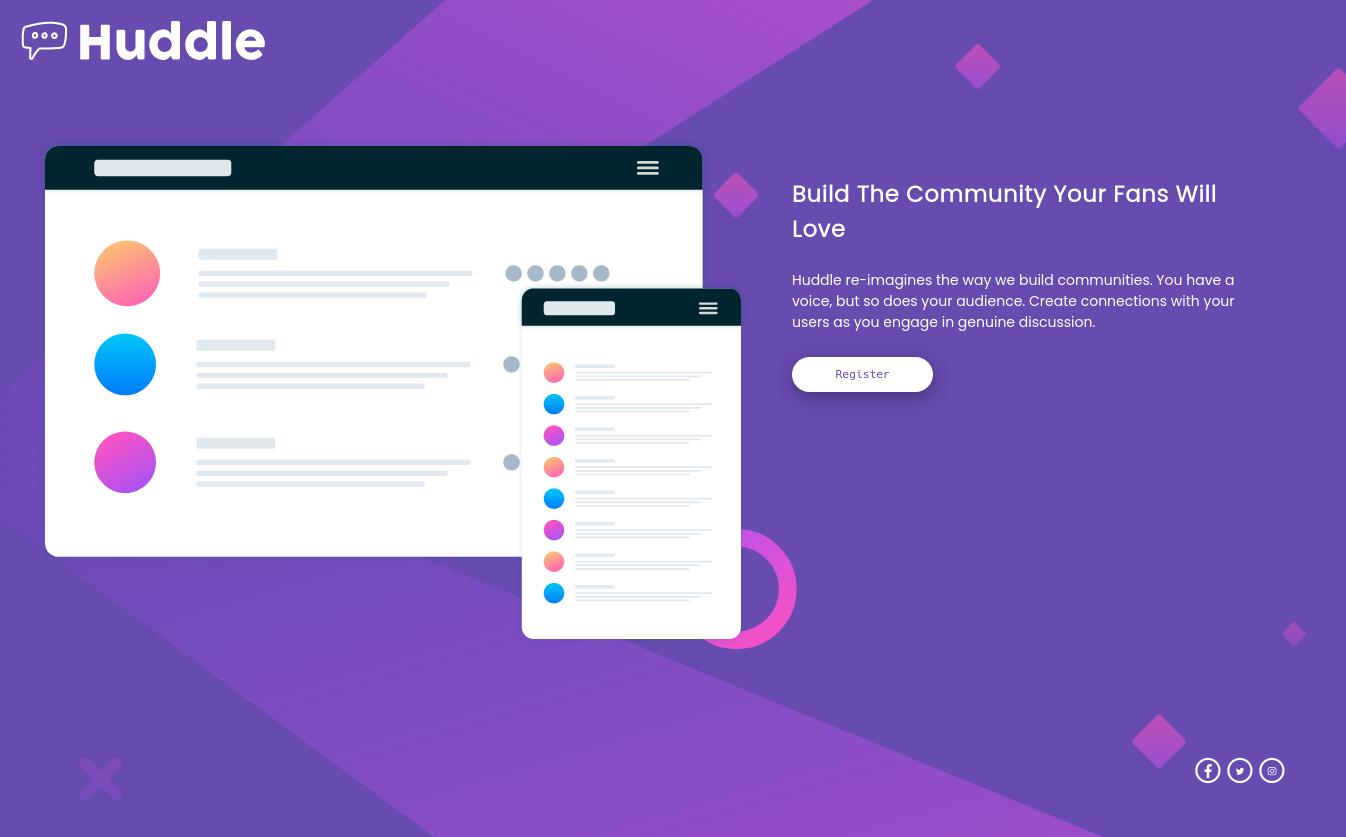 Huddle
Build The Community Your Fans Will
Love
Huddle re-imagines the way we build communities. You have a
voice, but so does your audience. Create connections with your
users as you engage in genuine discussion.
Register